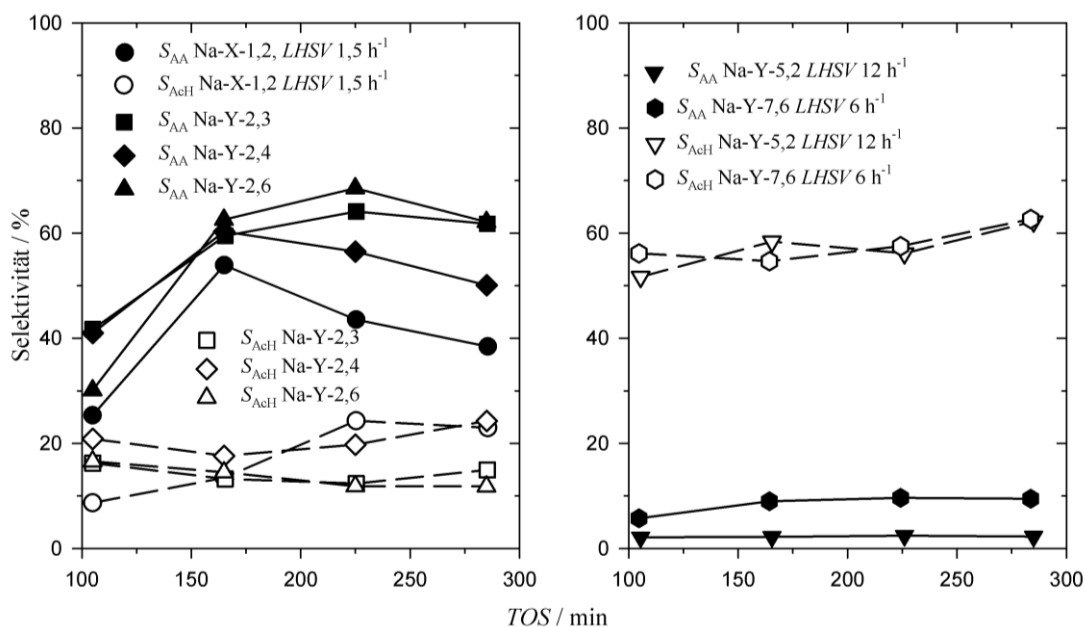 100
80
60
40
20
0
Selektivität / %
S_AA Na-X-1,2, LHSV 1,5 h⁻¹
S_AcH Na-X-1,2 LHSV 1,5 h⁻¹
S_AA Na-Y-2,3
S_AA Na-Y-2,4
S_AA Na-Y-2,6
S_AcH Na-Y-2,3
S_AcH Na-Y-2,4
S_AcH Na-Y-2,6
100 150 200 250 300
100
80
60
40
20
0
S_AA Na-Y-5,2 LHSV 12 h⁻¹
S_AA Na-Y-7,6 LHSV 6 h⁻¹
S_AcH Na-Y-5,2 LHSV 12 h⁻¹
S_AcH Na-Y-7,6 LHSV 6 h⁻¹
100 150 200 250 300
TOS / min